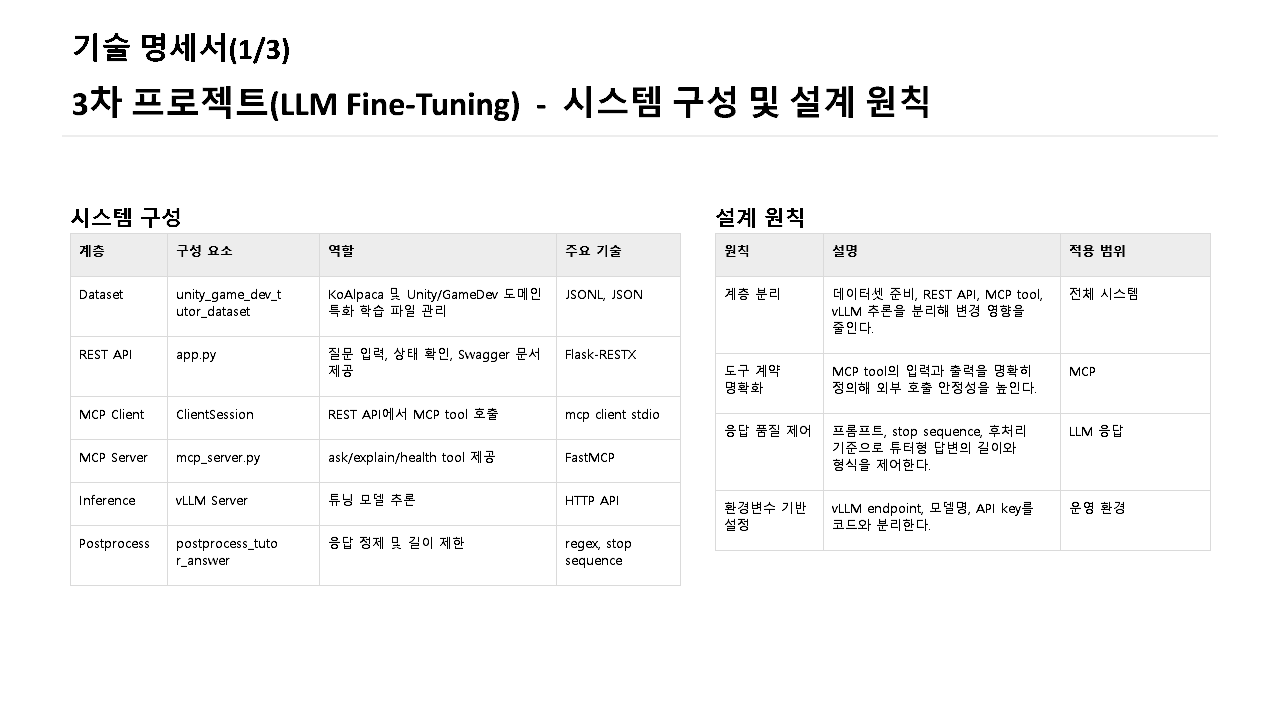 기술 명세서(1/3)
3차 프로젝트(LLM Fine-Tuning) - 시스템 구성 및 설계 원칙
시스템 구성
계층 구성 요소 역할 주요 기술
Dataset unity_game_dev_t KoAlpaca 및 Unity/GameDev 도메인 JSONL, JSON
utor_dataset 특화 학습 파일 관리
REST API app.py 질문 입력, 상태 확인, Swagger 문서 Flask-RESTX
제공
MCP Client ClientSession REST API에서 MCP tool 호출 mcp client stdio
MCP Server mcp_server.py ask/explain/health tool 제공 FastMCP
Inference vLLM Server 튜닝 모델 추론 HTTP API
Postprocess postprocess_tuto 응답 정제 및 길이 제한 regex, stop
r_answer sequence
설계 원칙
원칙 설명 적용 범위
계층 분리 데이터셋 준비, REST API, MCP tool, 전체 시스템
vLLM 추론을 분리해 변경 영향을
줄인다.
도구 계약 MCP tool의 입력과 출력을 명확히 MCP
명확화 정의해 외부 호출 안정성을 높인다.
응답 품질 제어 프롬프트, stop sequence, 후처리 LLM 응답
기준으로 튜터형 답변의 길이와
형식을 제어한다.
환경변수 기반 vLLM endpoint, 모델명, API key를 운영 환경
설정 코드와 분리한다.